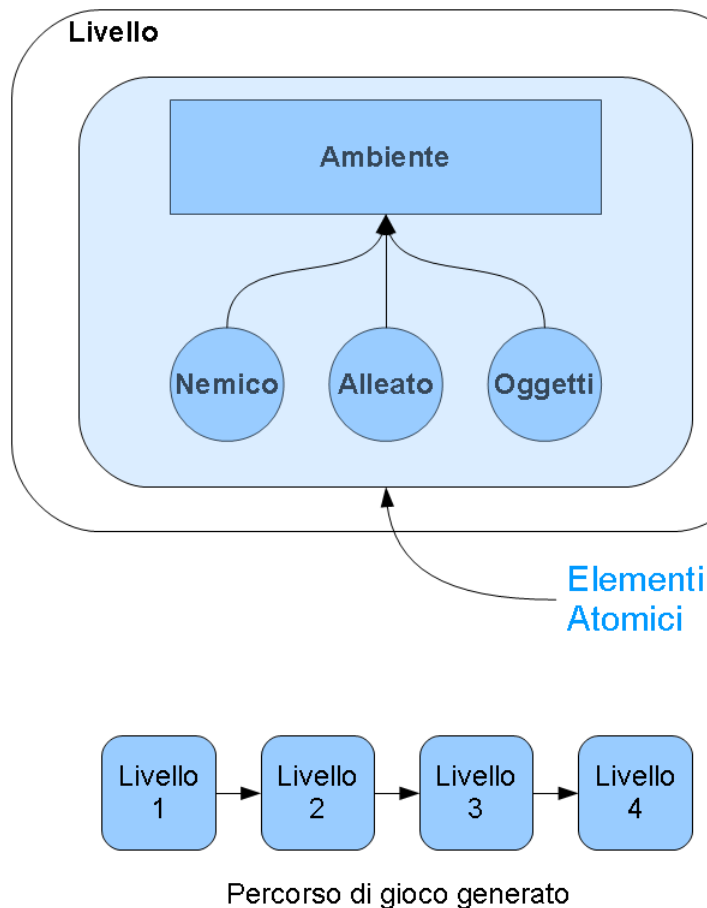 Livello
Ambiente
Nemico
Alleato
Oggetti
Elementi
Atomici
Livello
1
Livello
2
Livello
3
Livello
4
Percorso di gioco generato